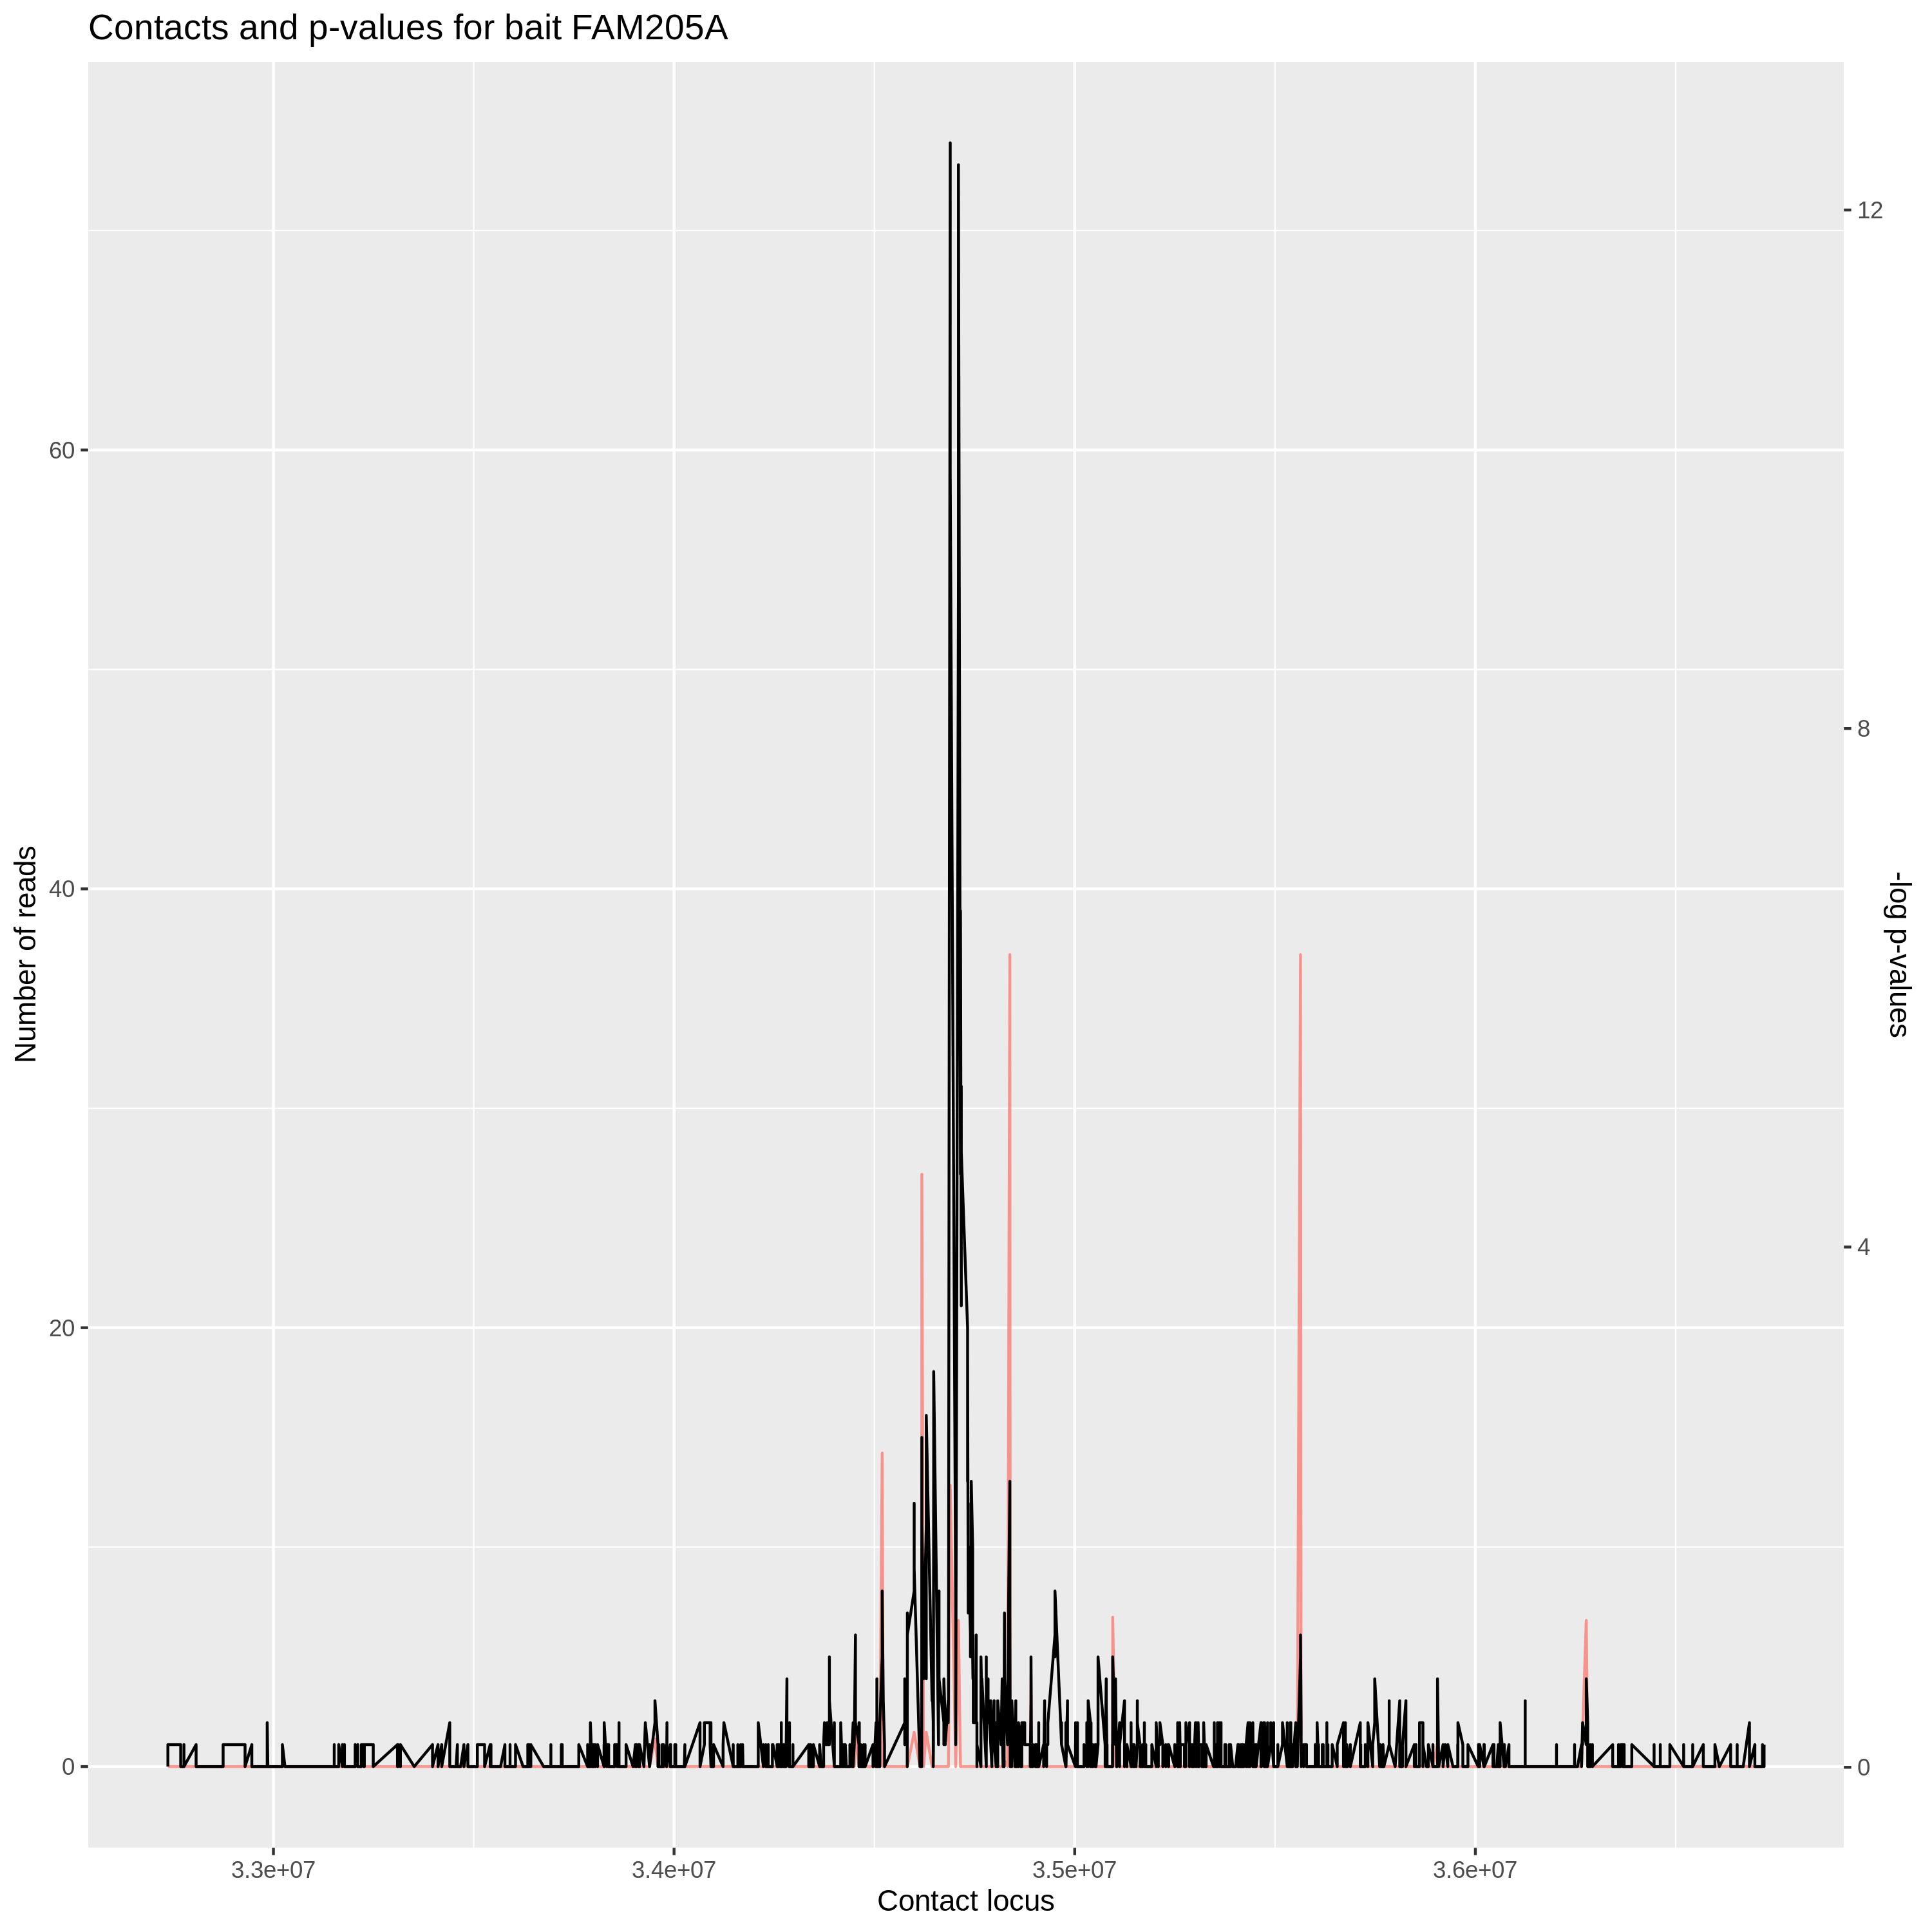 Contacts and p-values for bait FAM205A
12
60
8
40
Number of reads
-log p-values
4
20
0
0
3.3e+07 3.4e+07 3.5e+07 3.6e+07
Contact locus